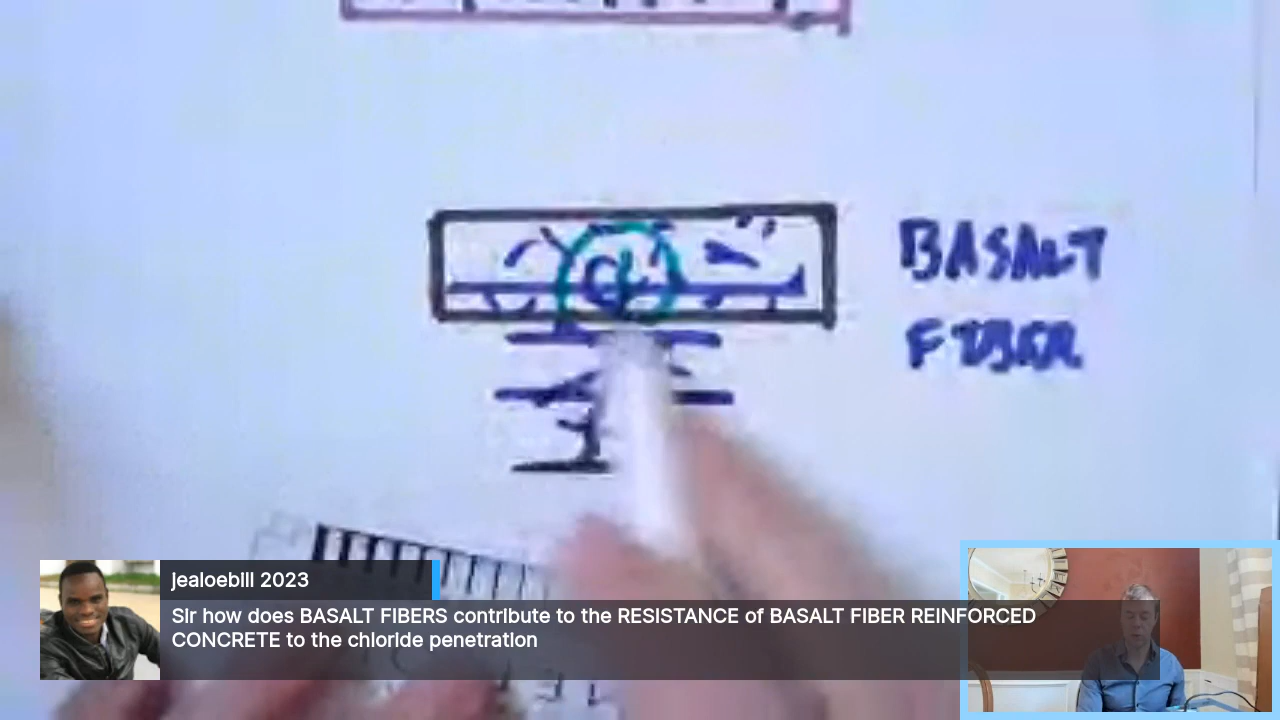 BASALT
FIBER
jealoebill 2023
Sir how does BASALT FIBERS contribute to the RESISTANCE of BASALT FIBER REINFORCED
CONCRETE to the chloride penetration